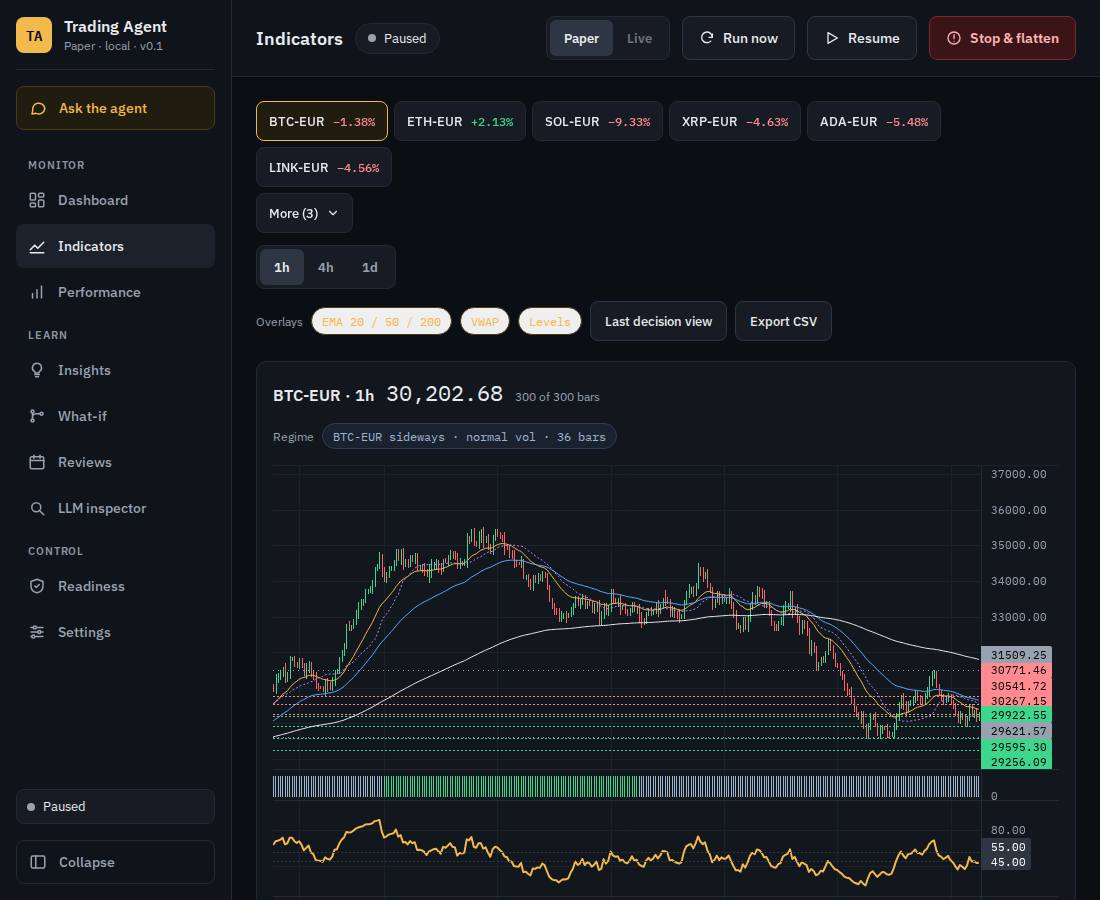 TA
Trading Agent
Paper · local · v0.1
Ask the agent
MONITOR
Dashboard
Indicators
Performance
LEARN
Insights
What-if
Reviews
LLM inspector
CONTROL
Readiness
Settings
Paused
Collapse
Indicators
Paused
Paper Live
Run now
Resume
Stop & flatten
BTC-EUR −1.38%
ETH-EUR +2.13%
SOL-EUR −9.33%
XRP-EUR −4.63%
ADA-EUR −5.48%
LINK-EUR −4.56%
More (3)
1h 4h 1d
Overlays EMA 20 / 50 / 200 VWAP Levels Last decision view Export CSV
BTC-EUR · 1h 30,202.68 300 of 300 bars
Regime BTC-EUR sideways · normal vol · 36 bars
37000.00
36000.00
35000.00
34000.00
33000.00
31509.25
30771.46
30541.72
30267.15
29922.55
29621.57
29595.30
29256.09
0
80.00
55.00
45.00